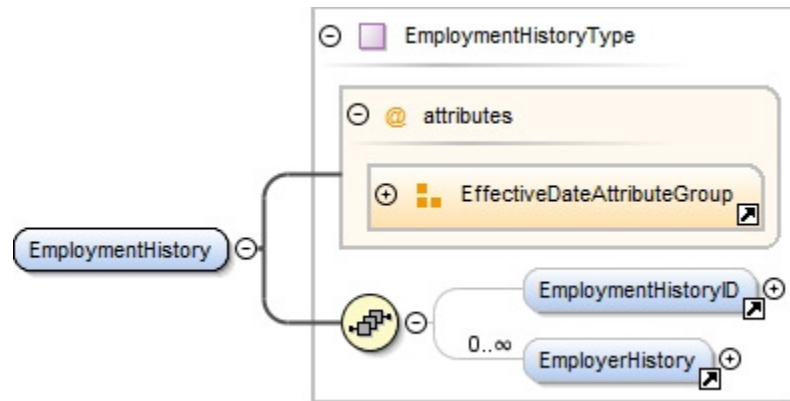 EmploymentHistoryType
@ attributes
EffectiveDateAttributeGroup
EmploymentHistory
EmploymentHistoryID
0..∞
EmployerHistory